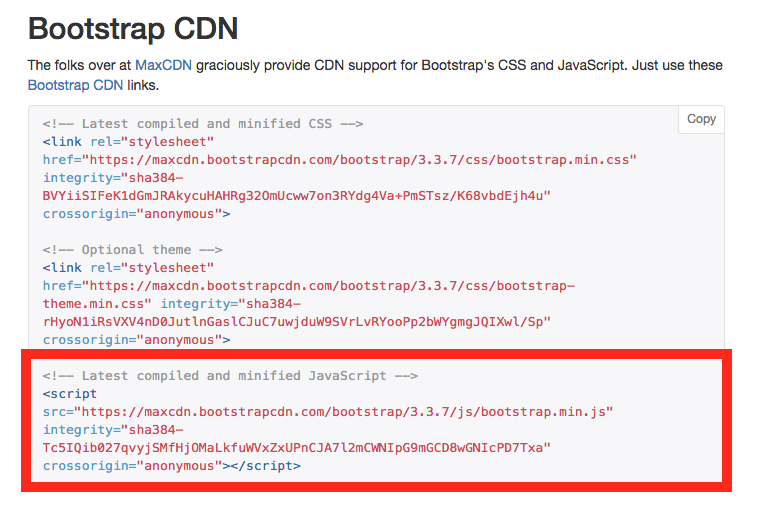 Bootstrap CDN
The folks over at MaxCDN graciously provide CDN support for Bootstrap's CSS and JavaScript. Just use these
Bootstrap CDN links.
Copy
<!-- Latest compiled and minified CSS -->
<link rel="stylesheet"
href="https://maxcdn.bootstrapcdn.com/bootstrap/3.3.7/css/bootstrap.min.css"
integrity="sha384-
BVYiiSIFeK1dGmJRAkycuHAHRg32OmUcww7on3RYdg4Va+PmSTsz/K68vbdEjh4u"
crossorigin="anonymous">
<!-- Optional theme -->
<link rel="stylesheet"
href="https://maxcdn.bootstrapcdn.com/bootstrap/3.3.7/css/bootstrap-
theme.min.css" integrity="sha384-
rHyoN1iRsVXV4nD0JutlnGaslCJuC7uwjduW9SVrLvRYooPp2bWYgmgJQIXwl/Sp"
crossorigin="anonymous">
<!-- Latest compiled and minified JavaScript -->
<script
src="https://maxcdn.bootstrapcdn.com/bootstrap/3.3.7/js/bootstrap.min.js"
integrity="sha384-
Tc5IQib027qvyjSMfHjOMaLkfuWVxZxUPnCJA7l2mCWNIpG9mGCD8wGNIcPD7Txa"
crossorigin="anonymous"></script>